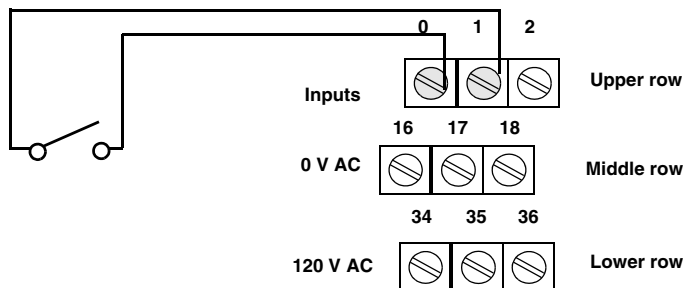 0 1 2
Inputs
Upper row
16 17 18
0 V AC
Middle row
34 35 36
120 V AC
Lower row